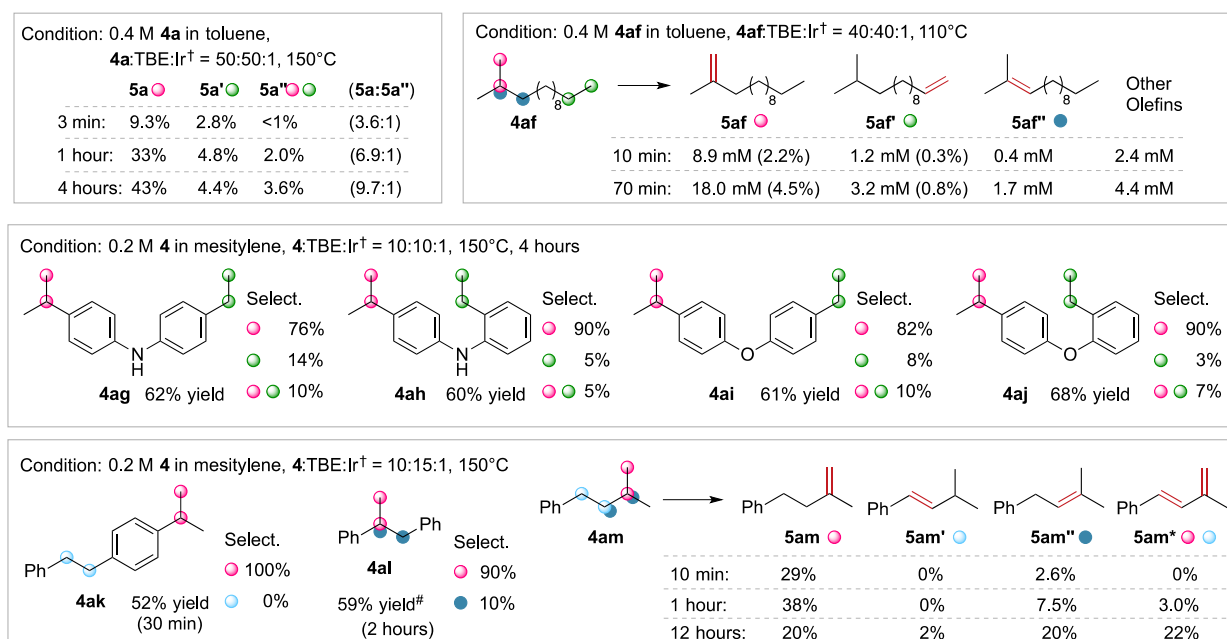 Condition: 0.4 M 4a in toluene,
4a:TBE:Ir† = 50:50:1, 150°C
5a 5a' 5a" (5a:5a")
3 min: 9.3% 2.8% <1% (3.6:1)
1 hour: 33% 4.8% 2.0% (6.9:1)
4 hours: 43% 4.4% 3.6% (9.7:1)
Condition: 0.4 M 4af in toluene, 4af:TBE:Ir† = 40:40:1, 110°C
8 8 8 8
4af 5af 5af' 5af" Other
Olefins
10 min: 8.9 mM (2.2%) 1.2 mM (0.3%) 0.4 mM 2.4 mM
70 min: 18.0 mM (4.5%) 3.2 mM (0.8%) 1.7 mM 4.4 mM
Condition: 0.2 M 4 in mesitylene, 4:TBE:Ir† = 10:10:1, 150°C, 4 hours
N
H
Select.
76%
14%
10%
4ag 62% yield
N
H
Select.
90%
5%
5%
4ah 60% yield
O
Select.
82%
8%
10%
4ai 61% yield
O
Select.
90%
3%
7%
4aj 68% yield
Condition: 0.2 M 4 in mesitylene, 4:TBE:Ir† = 10:15:1, 150°C
Ph
4ak 52% yield
(30 min)
Select.
100%
0%
Ph Ph
4al
59% yield#
(2 hours)
Select.
90%
10%
Ph Ph Ph Ph Ph
4am 5am 5am' 5am" 5am*
10 min: 29% 0% 2.6% 0%
1 hour: 38% 0% 7.5% 3.0%
12 hours: 20% 2% 20% 22%